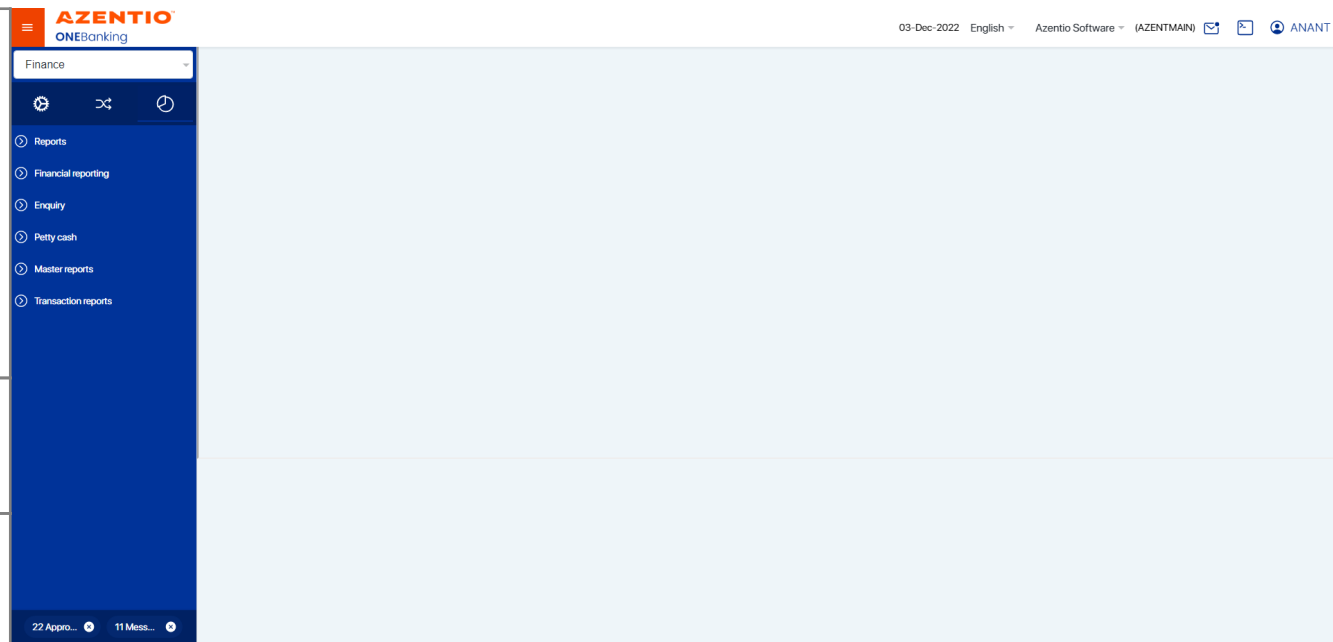 AZENTIO
ONEBanking
03-Dec-2022 English Azentio Software (AZENTMAIN) ANANT
Finance
Reports
Financial reporting
Enquiry
Petty cash
Master reports
Transaction reports
22 Appro... 11 Mess...